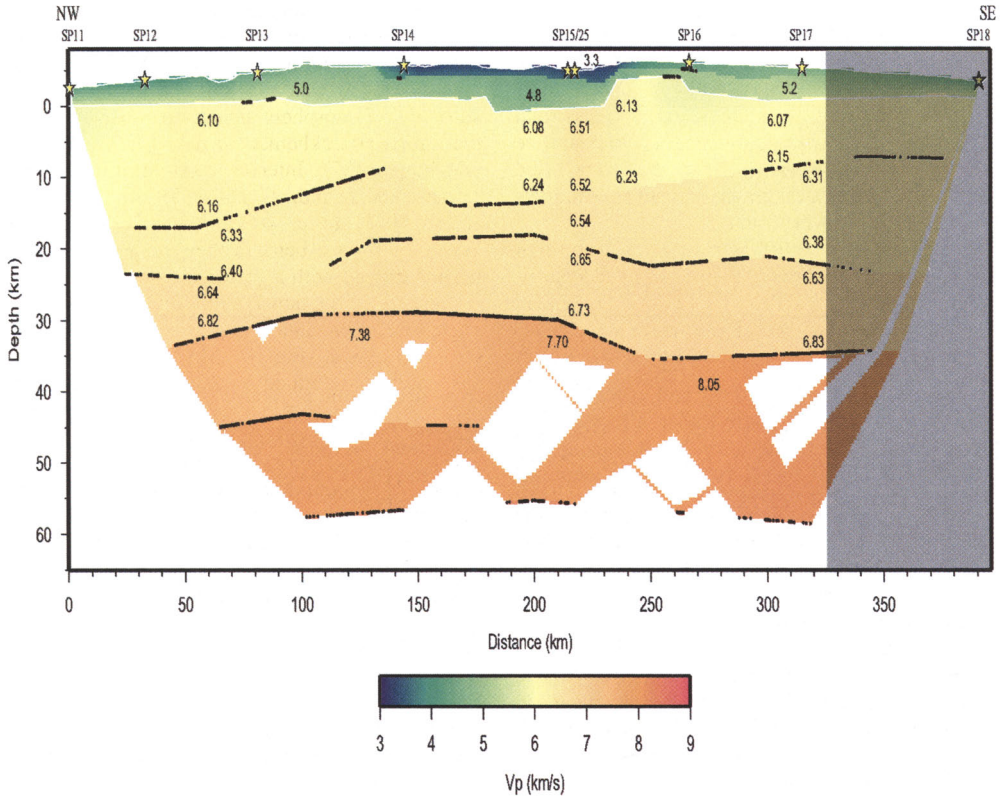 NW SE
SP11 SP12 SP13 SP14 SP15/25 SP16 SP17 SP18
3.3
5.0 4.8 5.2
0 6.13
6.10 6.08 6.51 6.07
6.15
10 6.24 6.52 6.23 6.31
6.16
6.33 6.54
20 6.38
6.40 6.65
6.64 6.63
6.82 6.73
30
7.38 7.70 6.83
8.05
40
50
60
Depth (km)
0 50 100 150 200 250 300 350
Distance (km)
3 4 5 6 7 8 9
Vp (km/s)